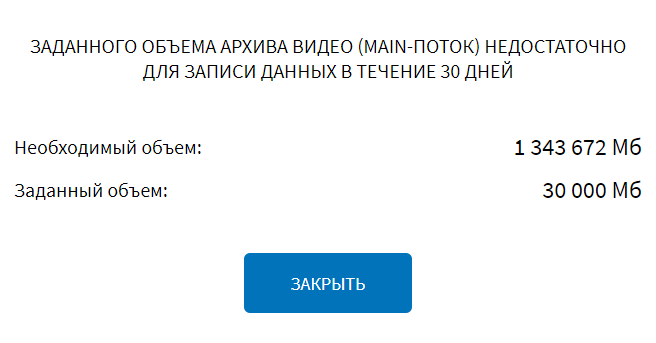 ЗАДАННОГО ОБЪЕМА АРХИВА ВИДЕО (MAIN-ПОТОК) НЕДОСТАТОЧНО
ДЛЯ ЗАПИСИ ДАННЫХ В ТЕЧЕНИЕ 30 ДНЕЙ
Необходимый объем: 1 343 672 Мб
Заданный объем: 30 000 Мб
ЗАКРЫТЬ